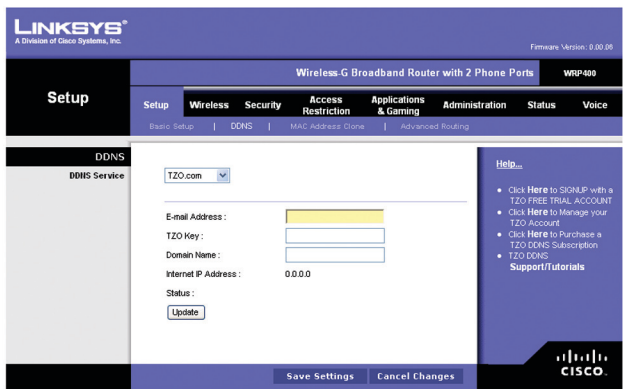 LINKSYS®
A Division of Cisco Systems, Inc.
Firmware Version: 0.00.06
Wireless-G Broadband Router with 2 Phone Ports WRP400
Setup
Setup Wireless Security Access Restriction Applications & Gaming Administration Status Voice
Basic Setup | DDNS | MAC Address Clone | Advanced Routing
DDNS
DDNS Service
TZO.com
E-mail Address :
TZO Key :
Domain Name :
Internet IP Address : 0.0.0.0
Status :
Update
Help...
Click Here to SIGNUP with a
TZO FREE TRIAL ACCOUNT
Click Here to Manage your
TZO Account
Click Here to Purchase a
TZO DDNS Subscription
TZO DDNS
Support/Tutorials
Save Settings Cancel Changes
CISCO.